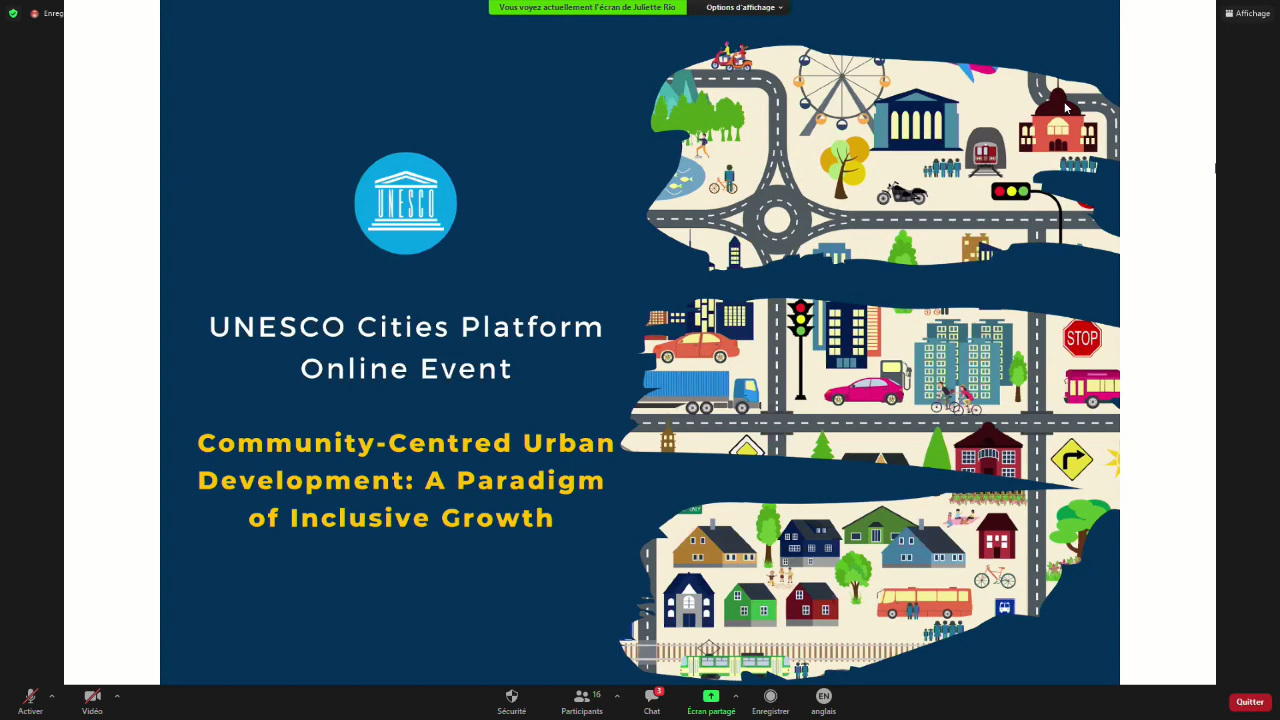 Enreg
Vous voyez actuellement l'écran de Juliette Rio
Options d'affichage
Affichage
UNESCO
UNESCO Cities Platform
Online Event
Community-Centred Urban
Development: A Paradigm
of Inclusive Growth
STOP
Activer
Vidéo
Sécurité
16
Participants
3
Chat
Écran partagé
Enregistrer
EN
anglais
Quitter